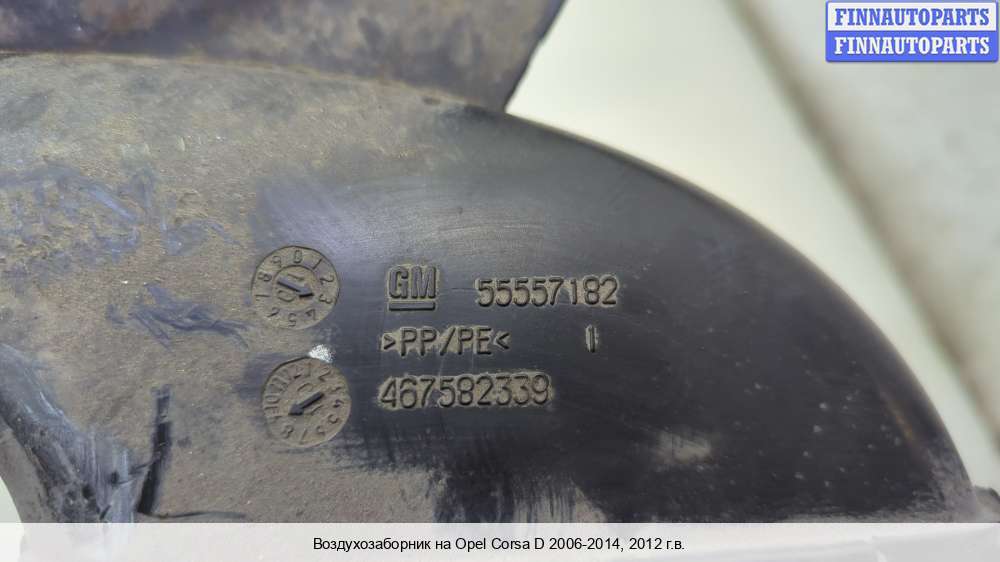 FINNAUTOPARTS
FINNAUTOPARTS
GM 55557182
>PP/PE< 1
467582339
Воздухозаборник на Opel Corsa D 2006-2014, 2012 г.в.